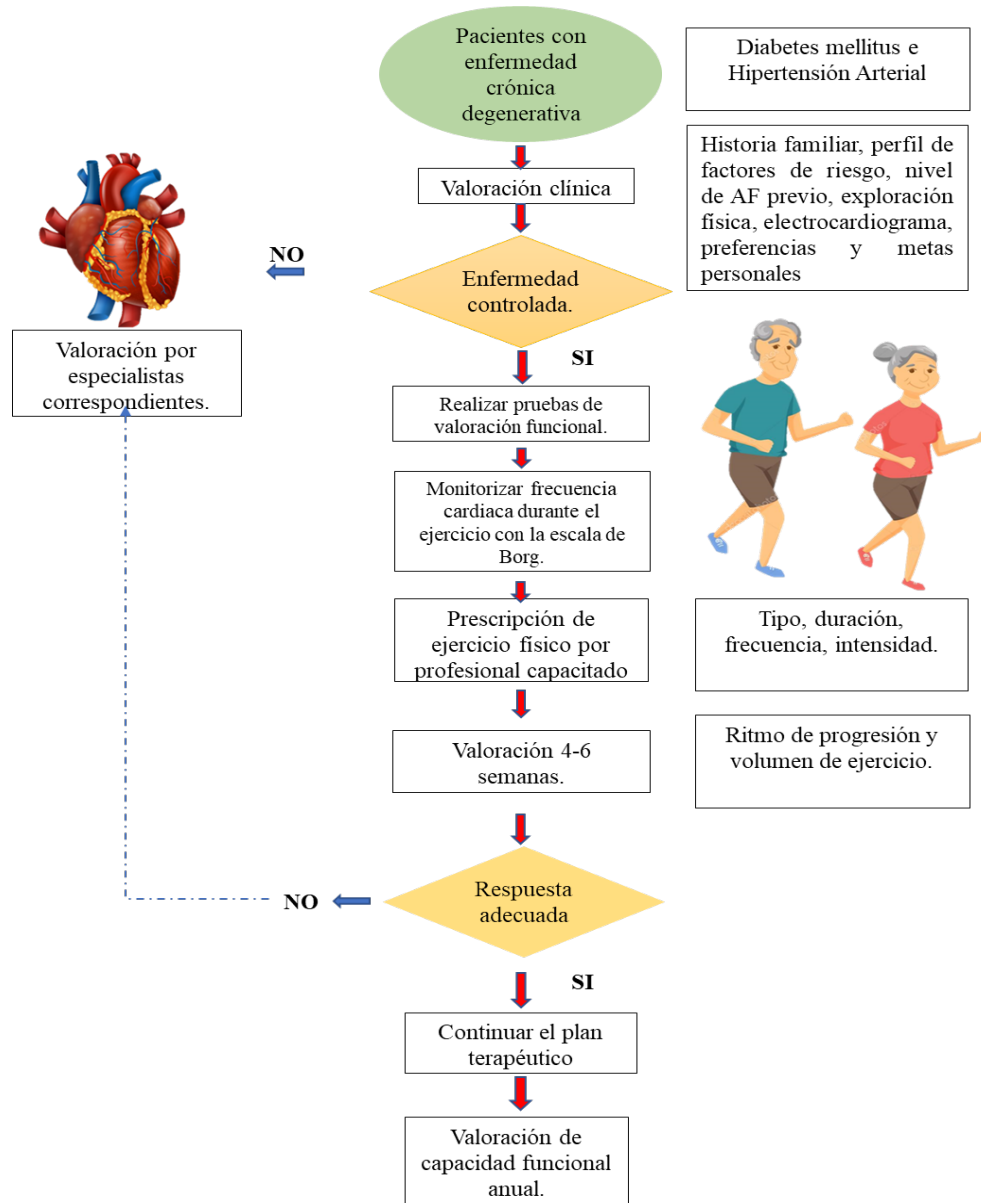 Pacientes con
enfermedad
crónica
degenerativa
Diabetes mellitus e
Hipertensión Arterial
Valoración clínica
Historia familiar, perfil de
factores de riesgo, nivel
de AF previo, exploración
física, electrocardiograma,
preferencias y metas
personales
NO
Enfermedad
controlada.
Valoración por
especialistas
correspondientes.
SI
Realizar pruebas de
valoración funcional.
Monitorizar frecuencia
cardiaca durante el
ejercicio con la escala de
Borg.
Prescripción de
ejercicio físico por
profesional capacitado
Tipo, duración,
frecuencia, intensidad.
Valoración 4-6
semanas.
Ritmo de progresión y
volumen de ejercicio.
NO
Respuesta
adecuada
SI
Continuar el plan
terapéutico
Valoración de
capacidad funcional
anual.